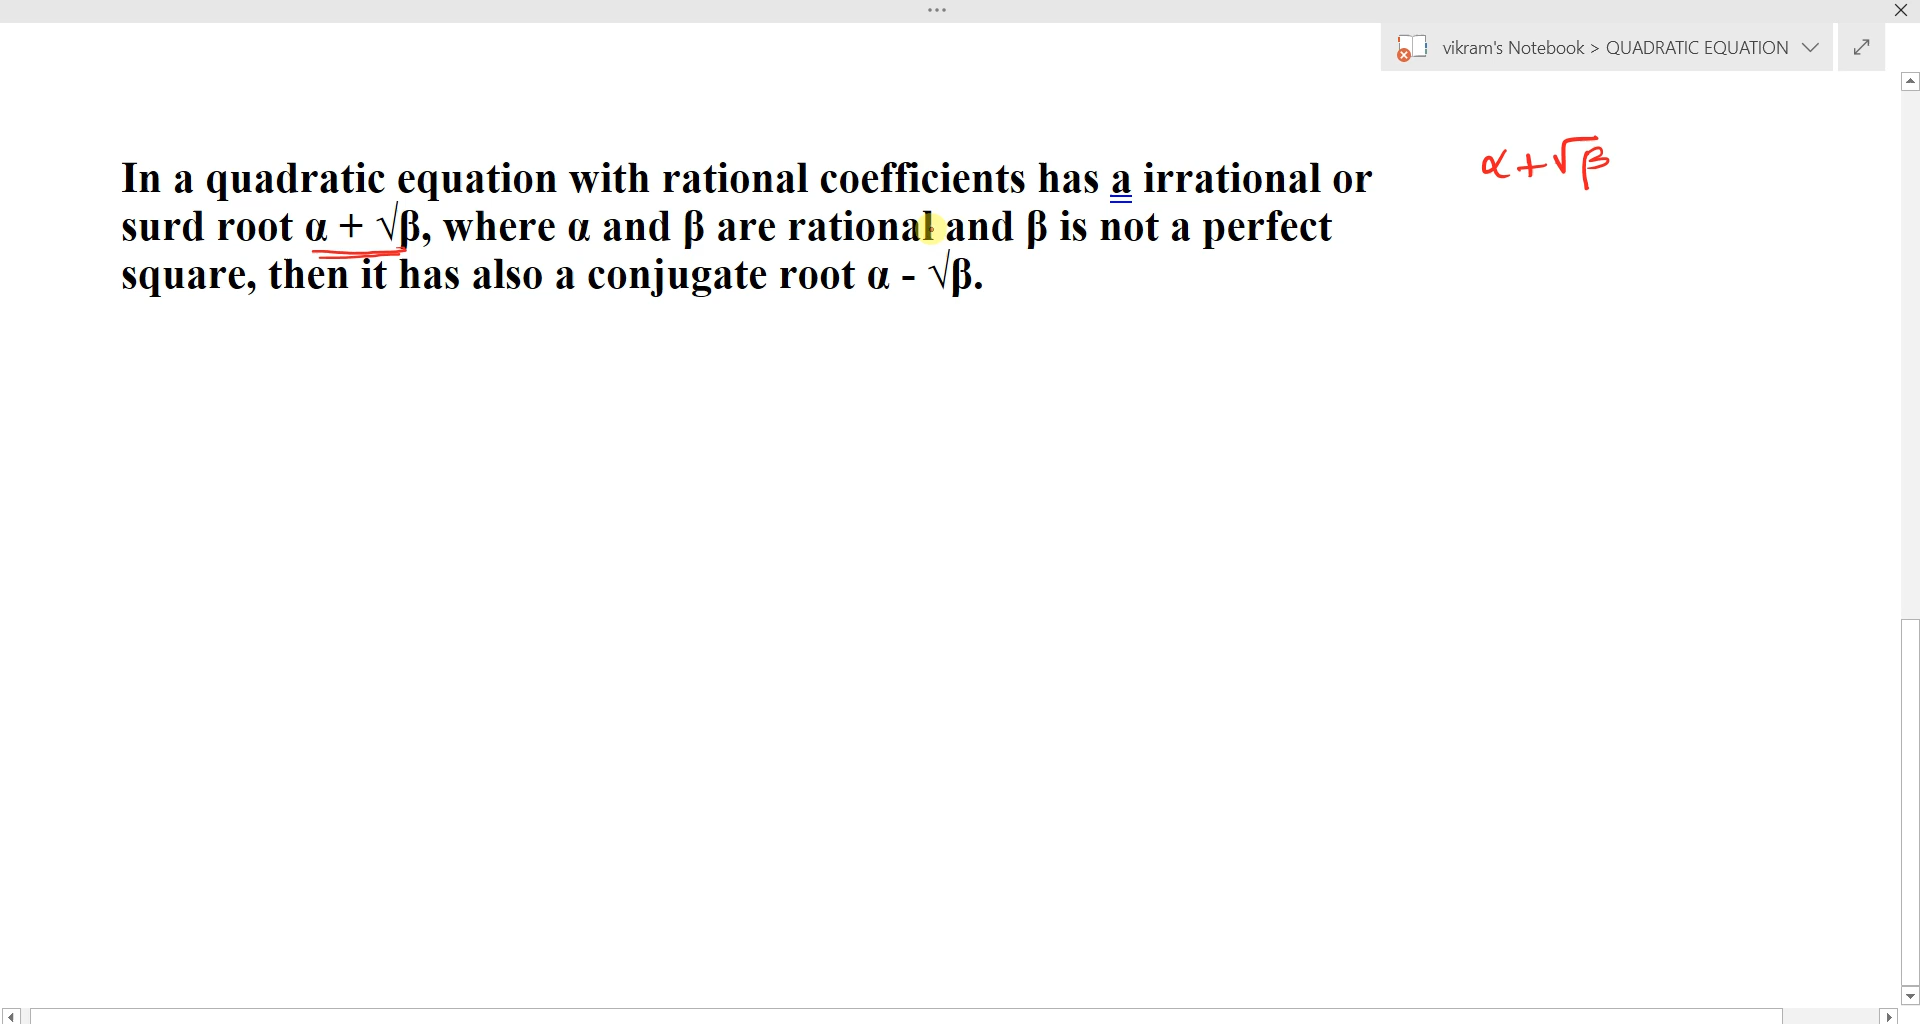 vikram's Notebook > QUADRATIC EQUATION
In a quadratic equation with rational coefficients has a irrational or
surd root α + √β, where α and β are rational and β is not a perfect
square, then it has also a conjugate root α - √β.
α+√β